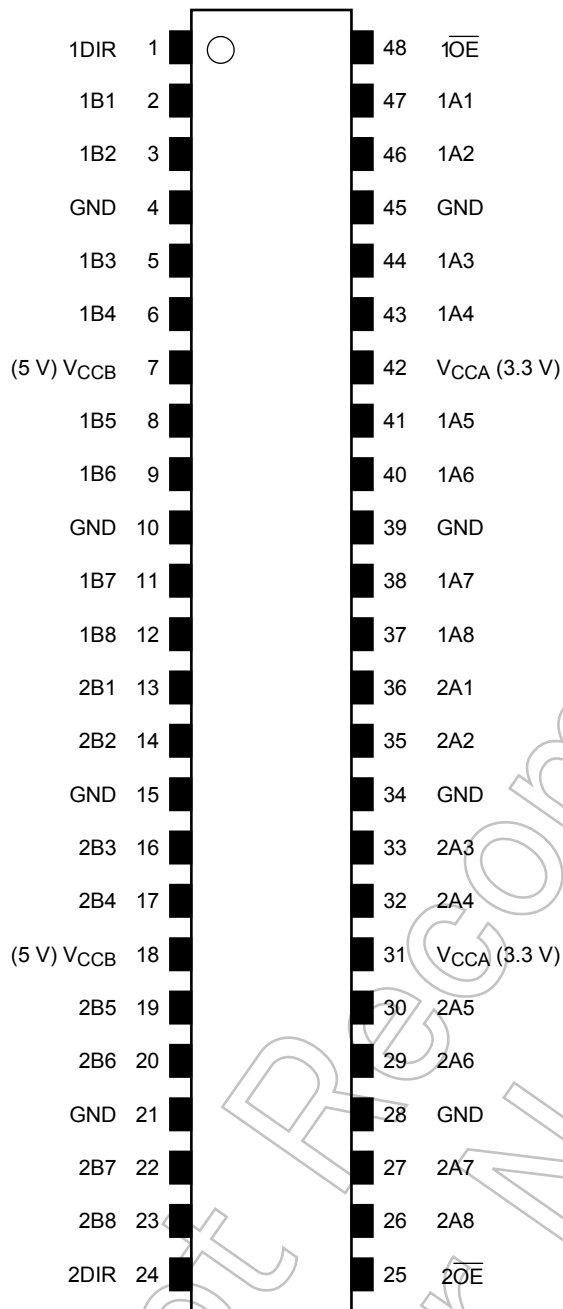 1DIR 1 48 1O̅E̅
1B1 2 47 1A1
1B2 3 46 1A2
GND 4 45 GND
1B3 5 44 1A3
1B4 6 43 1A4
(5 V) VCCB 7 42 VCCA (3.3 V)
1B5 8 41 1A5
1B6 9 40 1A6
GND 10 39 GND
1B7 11 38 1A7
1B8 12 37 1A8
2B1 13 36 2A1
2B2 14 35 2A2
GND 15 34 GND
2B3 16 33 2A3
2B4 17 32 2A4
(5 V) VCCB 18 31 VCCA (3.3 V)
2B5 19 30 2A5
2B6 20 29 2A6
GND 21 28 GND
2B7 22 27 2A7
2B8 23 26 2A8
2DIR 24 25 2O̅E̅